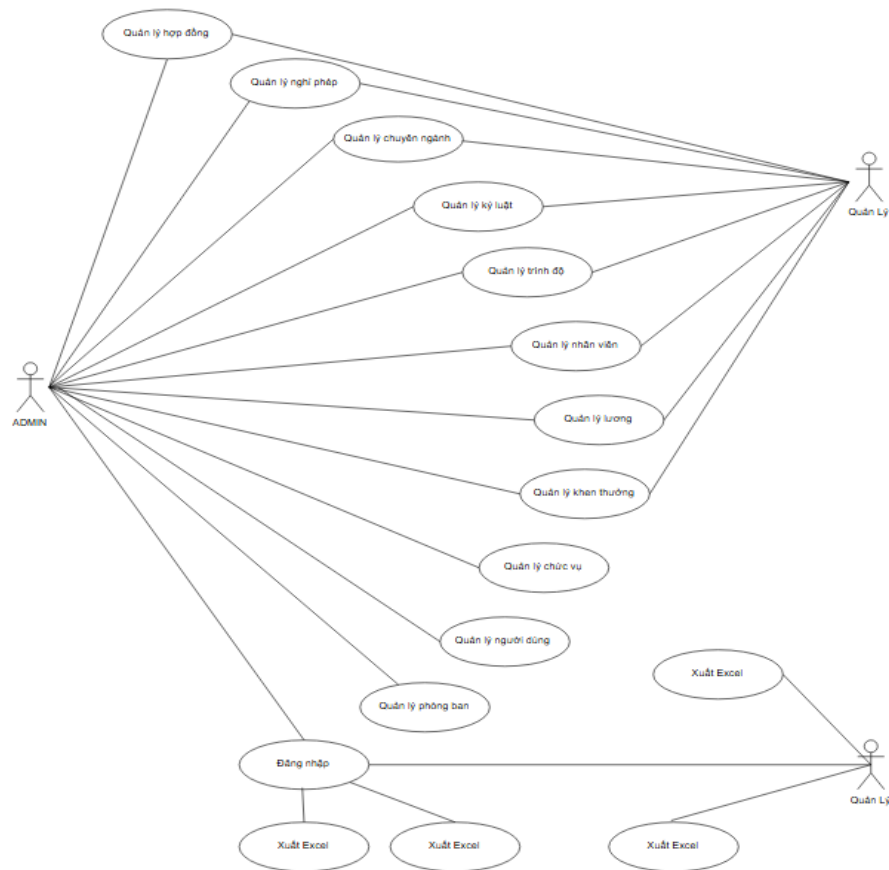 Quản lý hợp đồng
Quản lý nghỉ phép
Quản lý chuyên ngành
Quản lý kỷ luật
Quản Lý
Quản lý trình độ
Quản lý nhân viên
ADMIN
Quản lý lương
Quản lý khen thưởng
Quản lý chức vụ
Quản lý người dùng
Xuất Excel
Quản lý phòng ban
Đăng nhập
Quản Lý
Xuất Excel
Xuất Excel
Xuất Excel